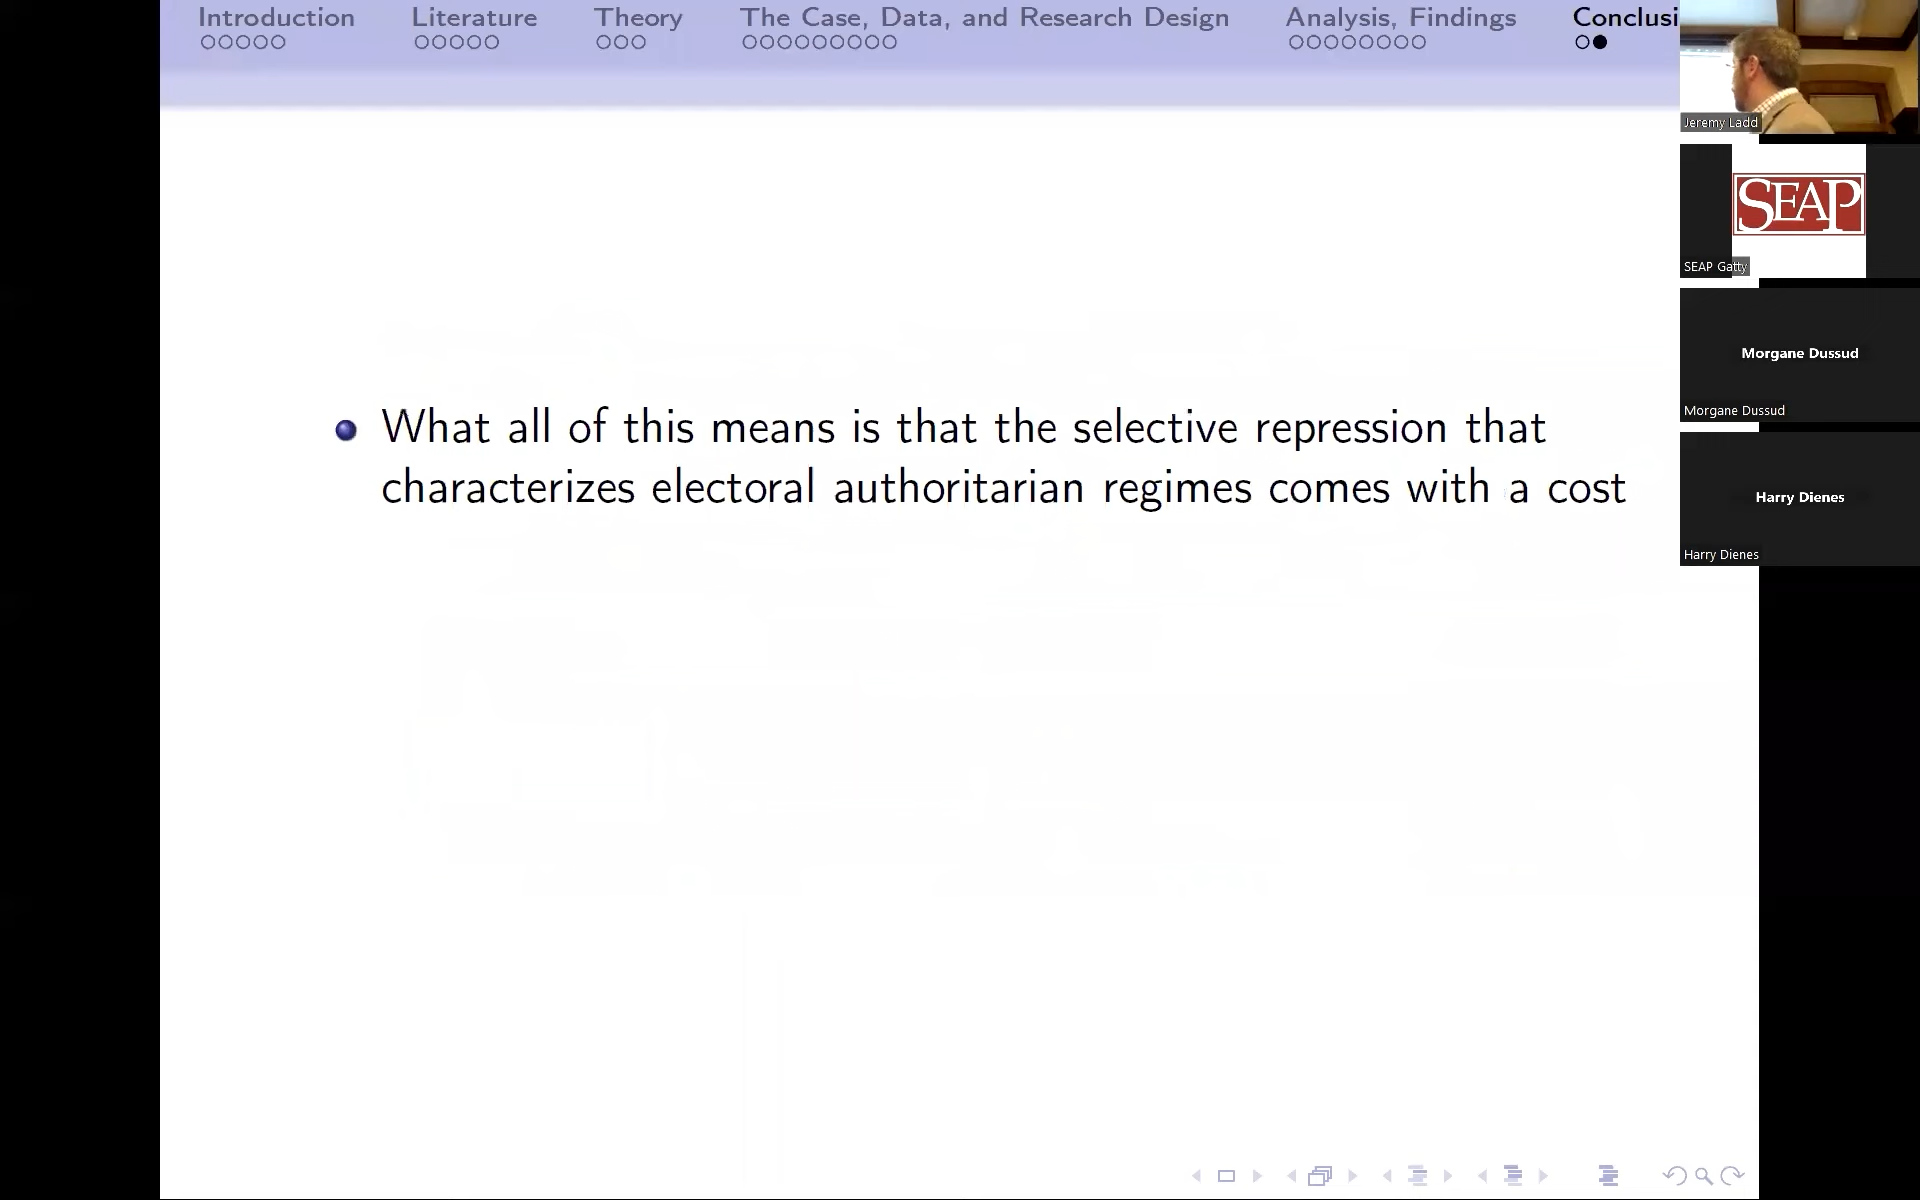 Introduction Literature Theory The Case, Data, and Research Design Analysis, Findings Conclusi
Jeremy Ladd
SEAP
SEAP Gatty
Morgane Dussud
Morgane Dussud
Harry Dienes
Harry Dienes
What all of this means is that the selective repression that
characterizes electoral authoritarian regimes comes with a cost